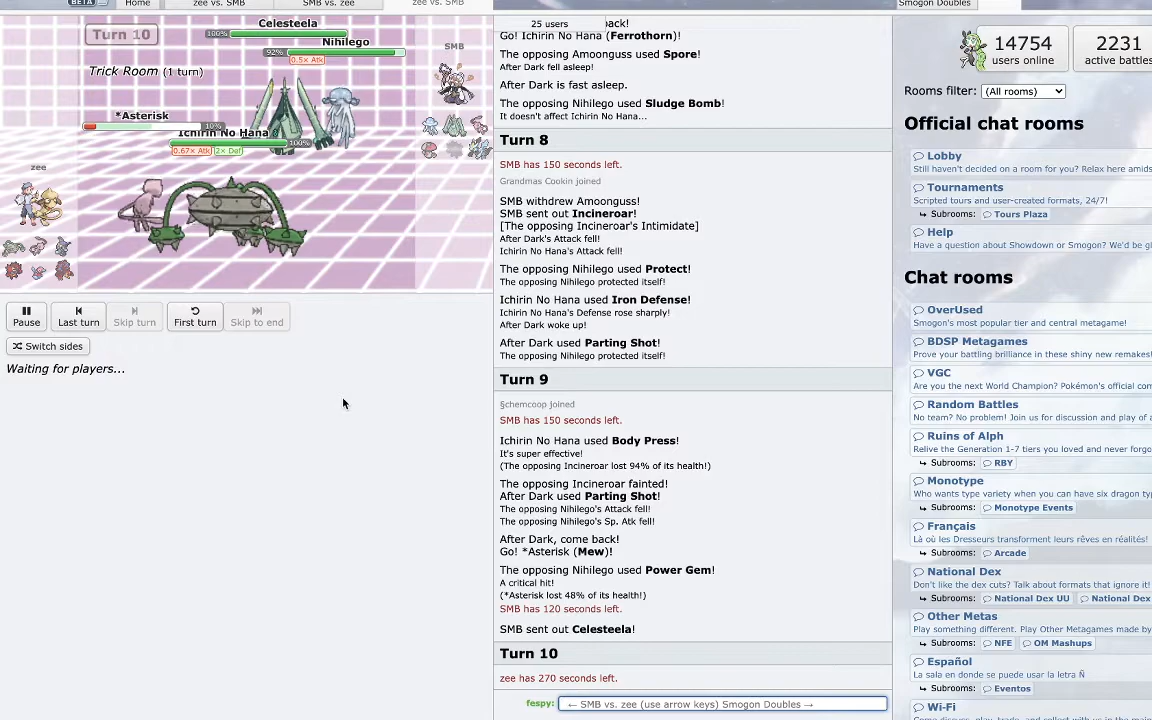 BETA
Home
zee vs. SMB
SMB vs. zee
zee vs. SMB
Turn 10
Trick Room (1 turn)
Celesteela
100%
Nihilego
92%
0.5× Atk
SMB
*Asterisk
10%
Ichirin No Hana
100%
0.67× Atk 2× Def
zee
Pause
Last turn
Skip turn
First turn
Skip to end
Switch sides
Waiting for players...
25 users
back!
Go! Ichirin No Hana (Ferrothorn)!
The opposing Amoonguss used Spore!
After Dark fell asleep!
After Dark is fast asleep.
The opposing Nihilego used Sludge Bomb!
It doesn't affect Ichirin No Hana...
Turn 8
SMB has 150 seconds left.
Grandmas Cookin joined
SMB withdrew Amoonguss!
SMB sent out Incineroar!
[The opposing Incineroar's Intimidate]
After Dark's Attack fell!
Ichirin No Hana's Attack fell!
The opposing Nihilego used Protect!
The opposing Nihilego protected itself!
Ichirin No Hana used Iron Defense!
Ichirin No Hana's Defense rose sharply!
After Dark woke up!
After Dark used Parting Shot!
The opposing Nihilego protected itself!
Turn 9
§chemcoop joined
SMB has 150 seconds left.
Ichirin No Hana used Body Press!
It's super effective!
(The opposing Incineroar lost 94% of its health!)
The opposing Incineroar fainted!
After Dark used Parting Shot!
The opposing Nihilego's Attack fell!
The opposing Nihilego's Sp. Atk fell!
After Dark, come back!
Go! *Asterisk (Mew)!
The opposing Nihilego used Power Gem!
A critical hit!
(*Asterisk lost 48% of its health!)
SMB has 120 seconds left.
SMB sent out Celesteela!
Turn 10
zee has 270 seconds left.
fespy: ← SMB vs. zee (use arrow keys) Smogon Doubles →
Smogon Doubles
14754
users online
2231
active battles
Rooms filter: (All rooms)
Official chat rooms
Lobby
Still haven't decided on a room for you? Relax here amids
Tournaments
Scripted tours and user-created formats, 24/7!
↳ Subrooms: Tours Plaza
Help
Have a question about Showdown or Smogon? We'd be gl
Chat rooms
OverUsed
Smogon's most popular tier and central metagame!
BDSP Metagames
Prove your battling brilliance in these shiny new remakes!
VGC
Are you the next World Champion? Pokémon's official com
Random Battles
No team? No problem! Join us for discussion and play of a
Ruins of Alph
Relive the Generation 1-7 tiers you loved and never forgo
↳ Subrooms: RBY
Monotype
Who wants type variety when you can have six dragon typ
↳ Subrooms: Monotype Events
Français
Là où les Dresseurs transforment leurs rêves en réalités!
↳ Subrooms: Arcade
National Dex
Don't like the dex cuts? Talk about formats that ignore it!
↳ Subrooms: National Dex UU National Dex
Other Metas
Play something different. Play Other Metagames made by
↳ Subrooms: NFE OM Mashups
Español
La sala en donde se puede usar la letra Ñ
↳ Subrooms: Eventos
Wi-Fi